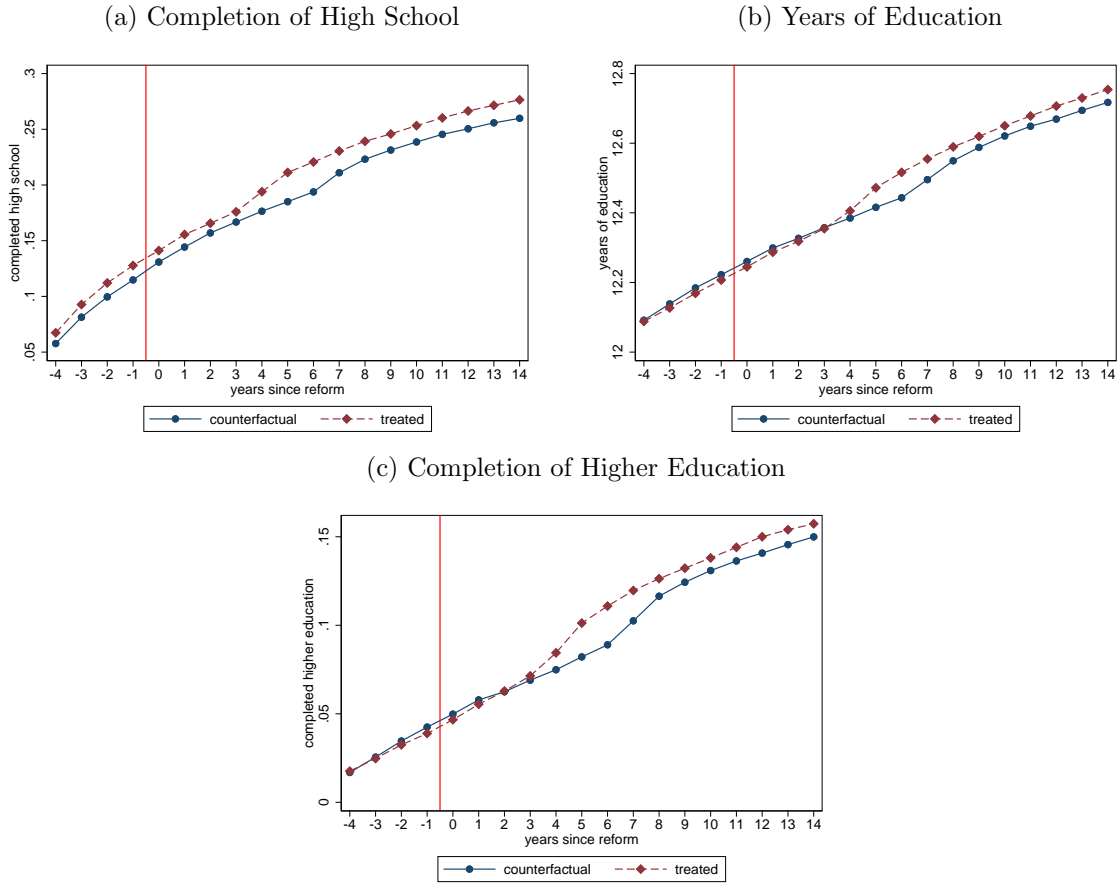 (a) Completion of High School
completed high school
.3
.25
.2
.15
.1
.05
-4 -3 -2 -1 0 1 2 3 4 5 6 7 8 9 10 11 12 13 14
years since reform
counterfactual treated
(b) Years of Education
years of education
12.8
12.6
12.4
12.2
12
-4 -3 -2 -1 0 1 2 3 4 5 6 7 8 9 10 11 12 13 14
years since reform
counterfactual treated
(c) Completion of Higher Education
completed higher education
.15
.1
.05
0
-4 -3 -2 -1 0 1 2 3 4 5 6 7 8 9 10 11 12 13 14
years since reform
counterfactual treated